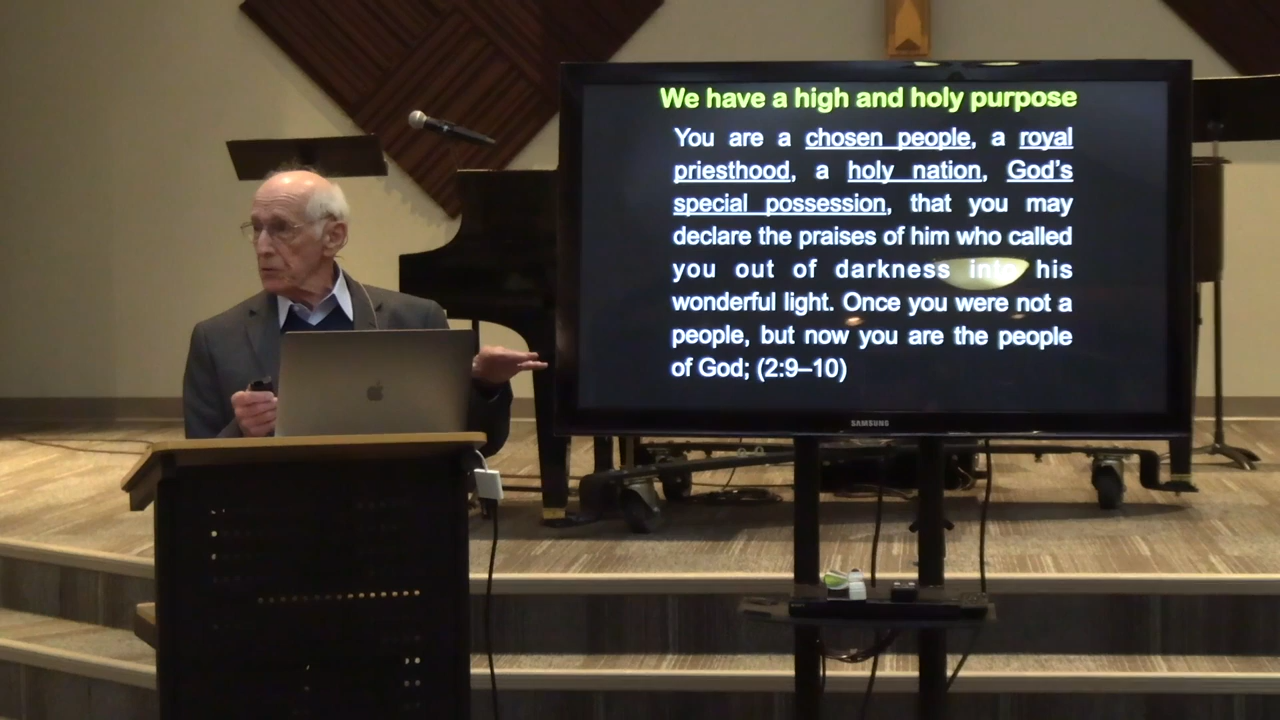 We have a high and holy purpose
You are a chosen people, a royal
priesthood, a holy nation, God's
special possession, that you may
declare the praises of him who called
you out of darkness into his
wonderful light. Once you were not a
people, but now you are the people
of God; (2:9–10)
SAMSUNG